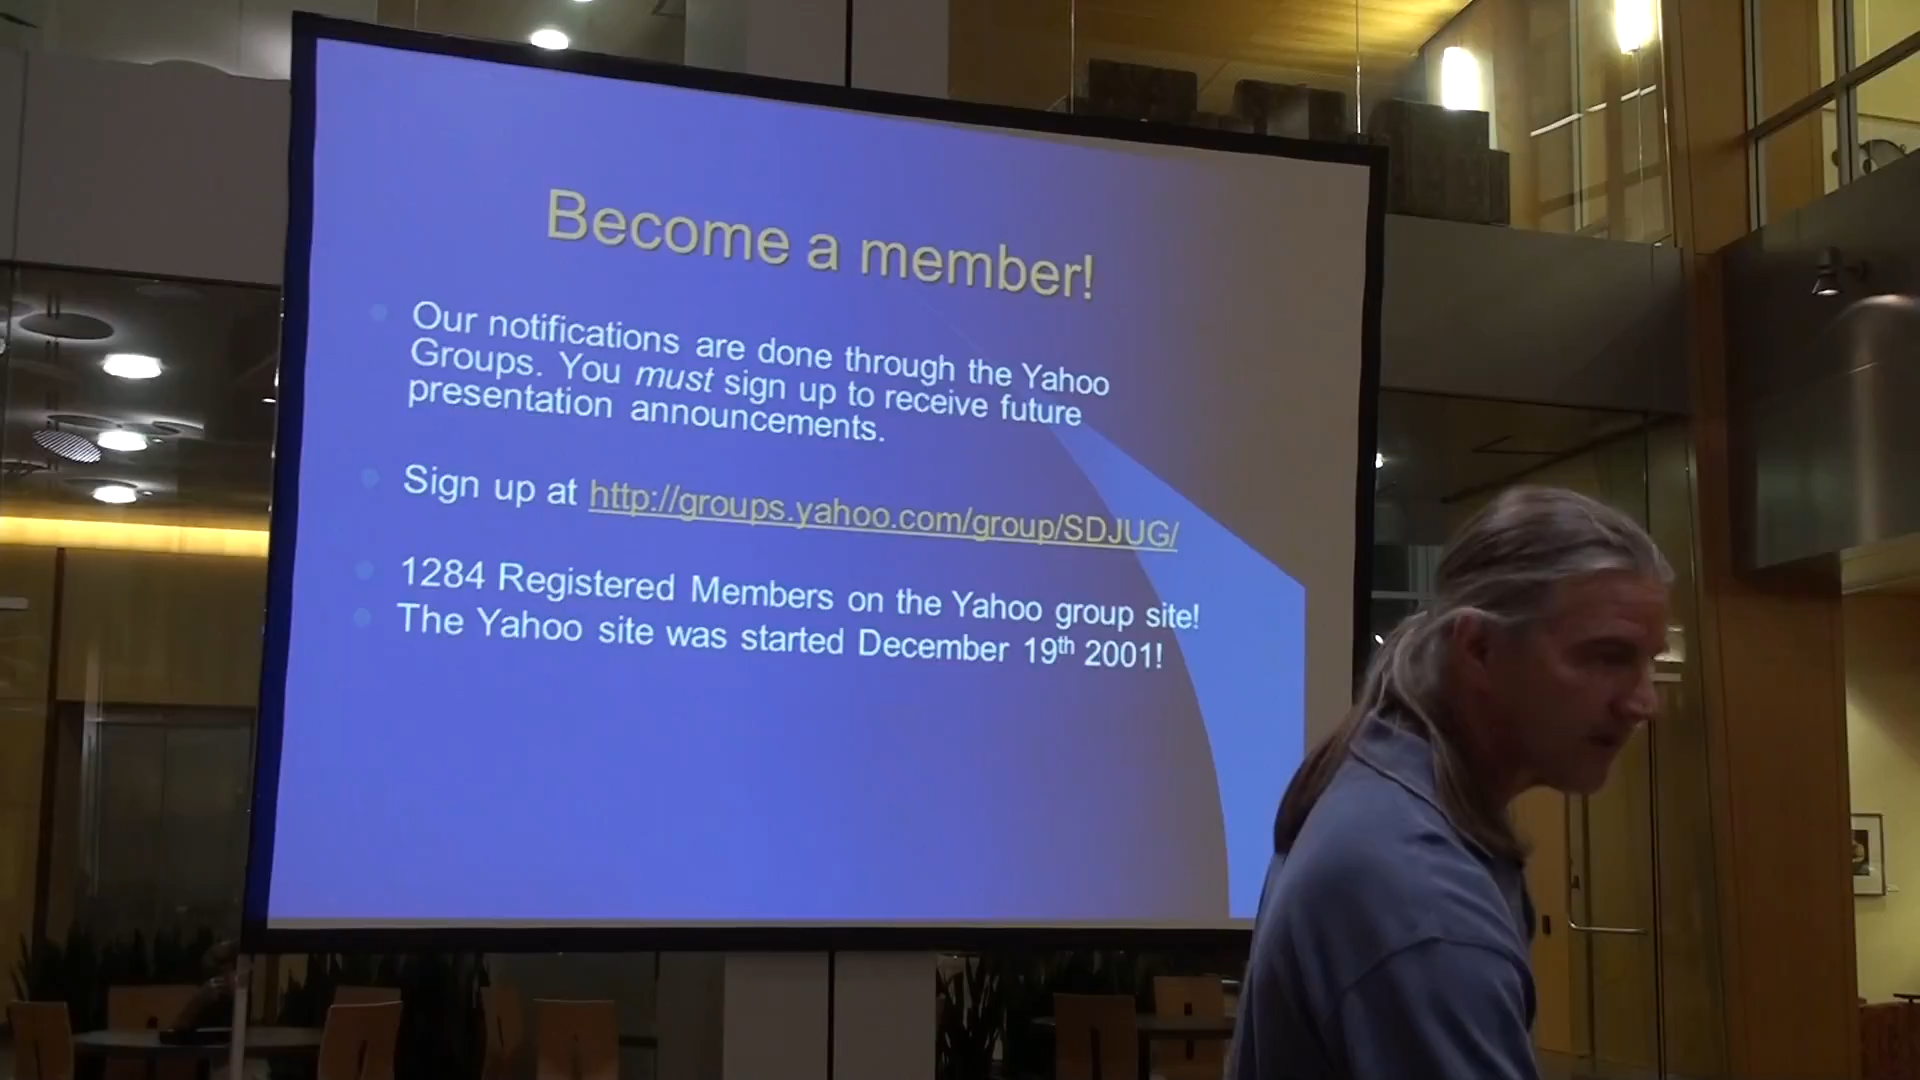 Become a member!
Our notifications are done through the Yahoo
Groups. You must sign up to receive future
presentation announcements.
Sign up at http://groups.yahoo.com/group/SDJUG/
1284 Registered Members on the Yahoo group site!
The Yahoo site was started December 19th 2001!